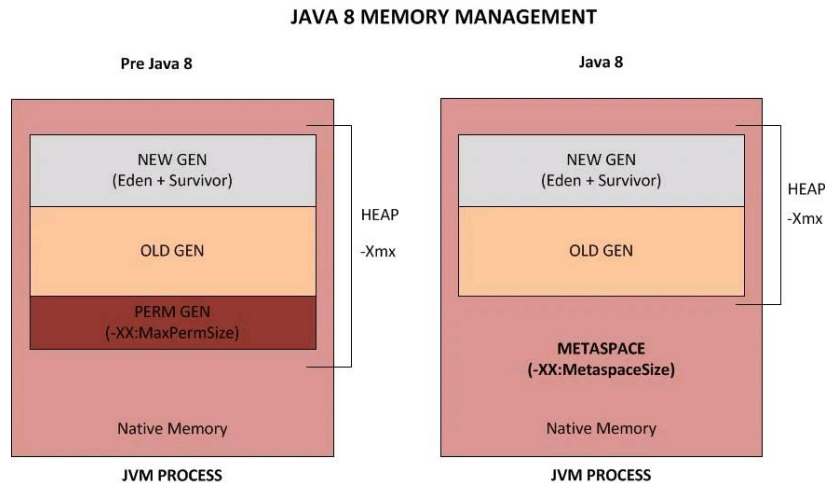 JAVA 8 MEMORY MANAGEMENT
Pre Java 8
NEW GEN
(Eden + Survivor)
OLD GEN
PERM GEN
(-XX:MaxPermSize)
HEAP
-Xmx
Native Memory
JVM PROCESS
Java 8
NEW GEN
(Eden + Survivor)
OLD GEN
HEAP
-Xmx
METASPACE
(-XX:MetaspaceSize)
Native Memory
JVM PROCESS